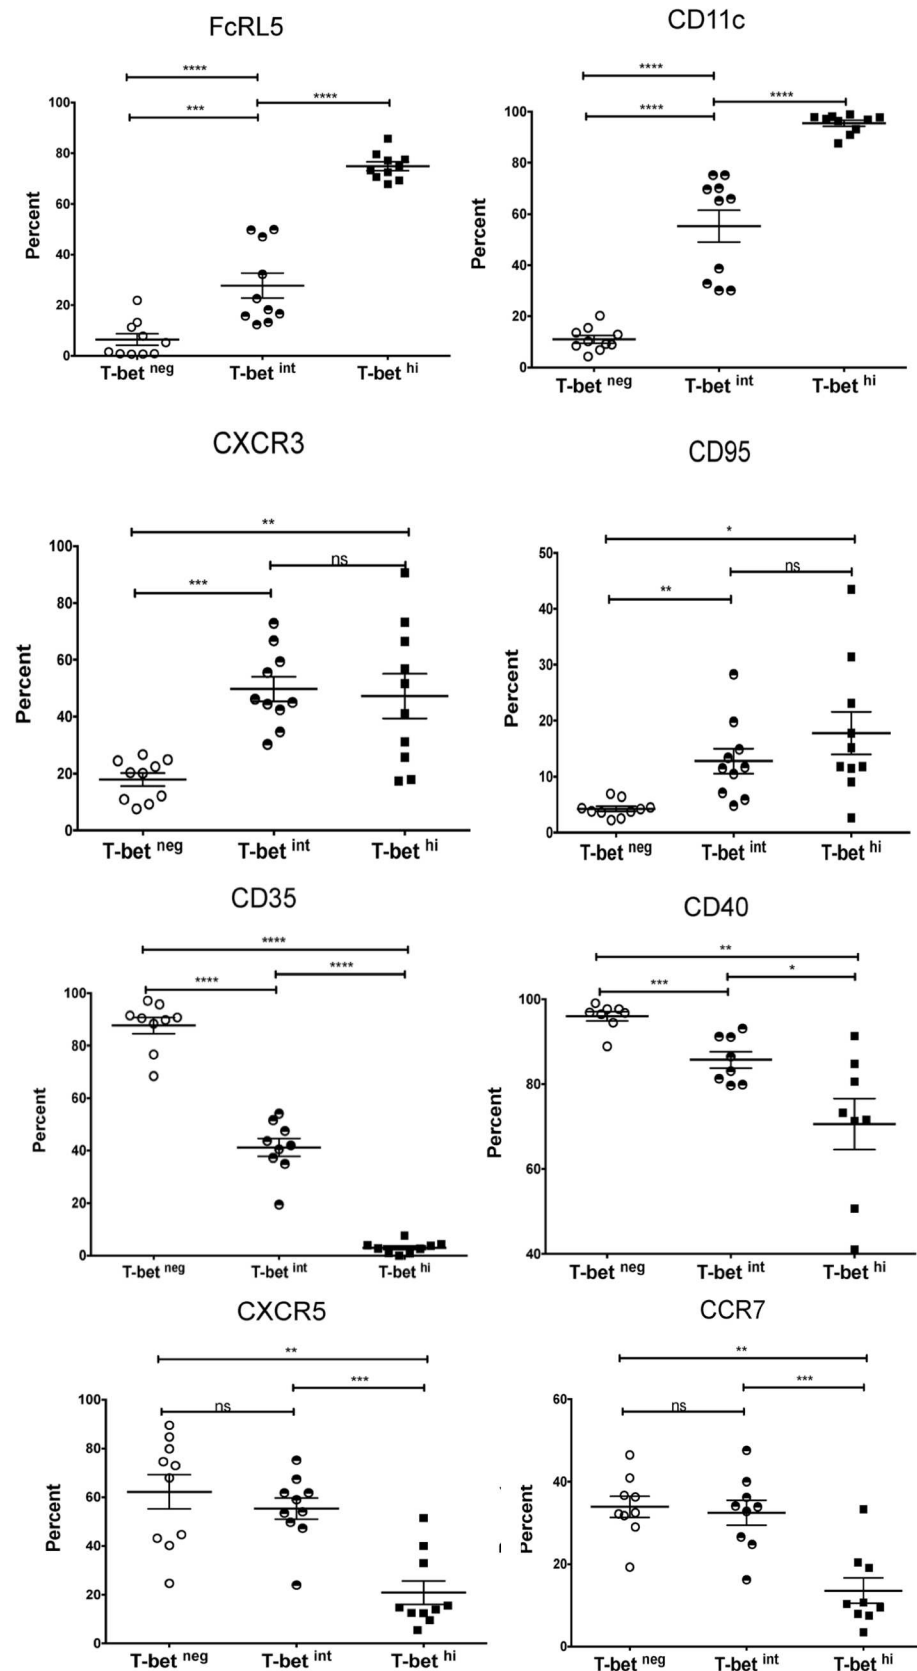 FcRL5
****
***
****
100
80
60
40
20
0
Percent
T-bet neg
T-bet int
T-bet hi
CD11c
****
****
****
100
80
60
40
20
0
Percent
T-bet neg
T-bet int
T-bet hi
CXCR3
**
ns
***
100
80
60
40
20
0
Percent
T-bet neg
T-bet int
T-bet hi
CD95
*
ns
**
50
40
30
20
10
0
Percent
T-bet neg
T-bet int
T-bet hi
CD35
****
****
****
100
80
60
40
20
0
Percent
T-bet neg
T-bet int
T-bet hi
CD40
**
*
***
100
80
60
40
Percent
T-bet neg
T-bet int
T-bet hi
CXCR5
**
***
ns
100
80
60
40
20
0
Percent
T-bet neg
T-bet int
T-bet hi
CCR7
**
***
ns
60
40
20
0
Percent
T-bet neg
T-bet int
T-bet hi